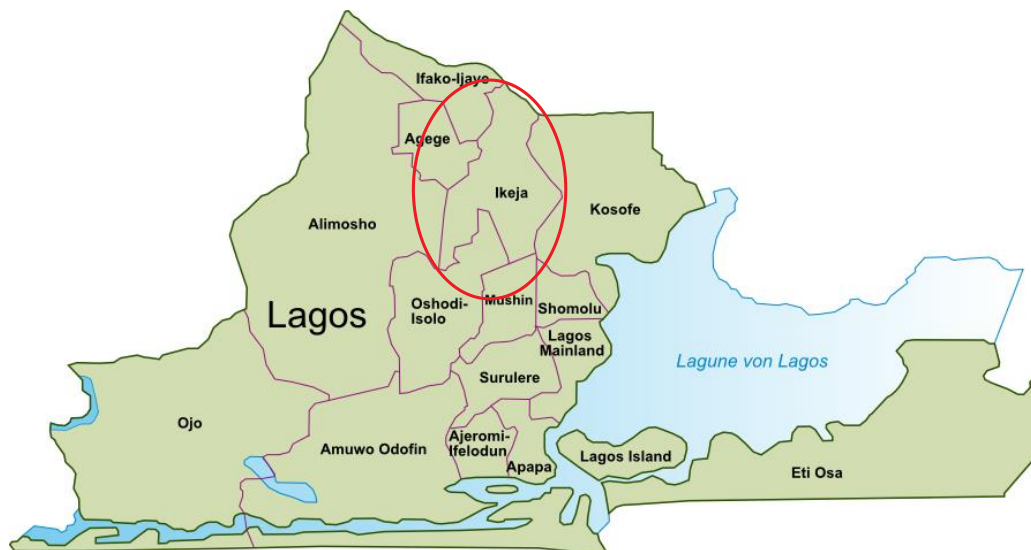 Ifako-Ijaye
Agege
Ikeja
Kosofe
Alimosho
Oshodi-
Isolo
Mushin
Shomolu
Lagos
Lagos
Mainland
Lagune von Lagos
Surulere
Ojo
Amuwo Odofin
Ajeromi-
Ifelodun
Apapa
Lagos Island
Eti Osa